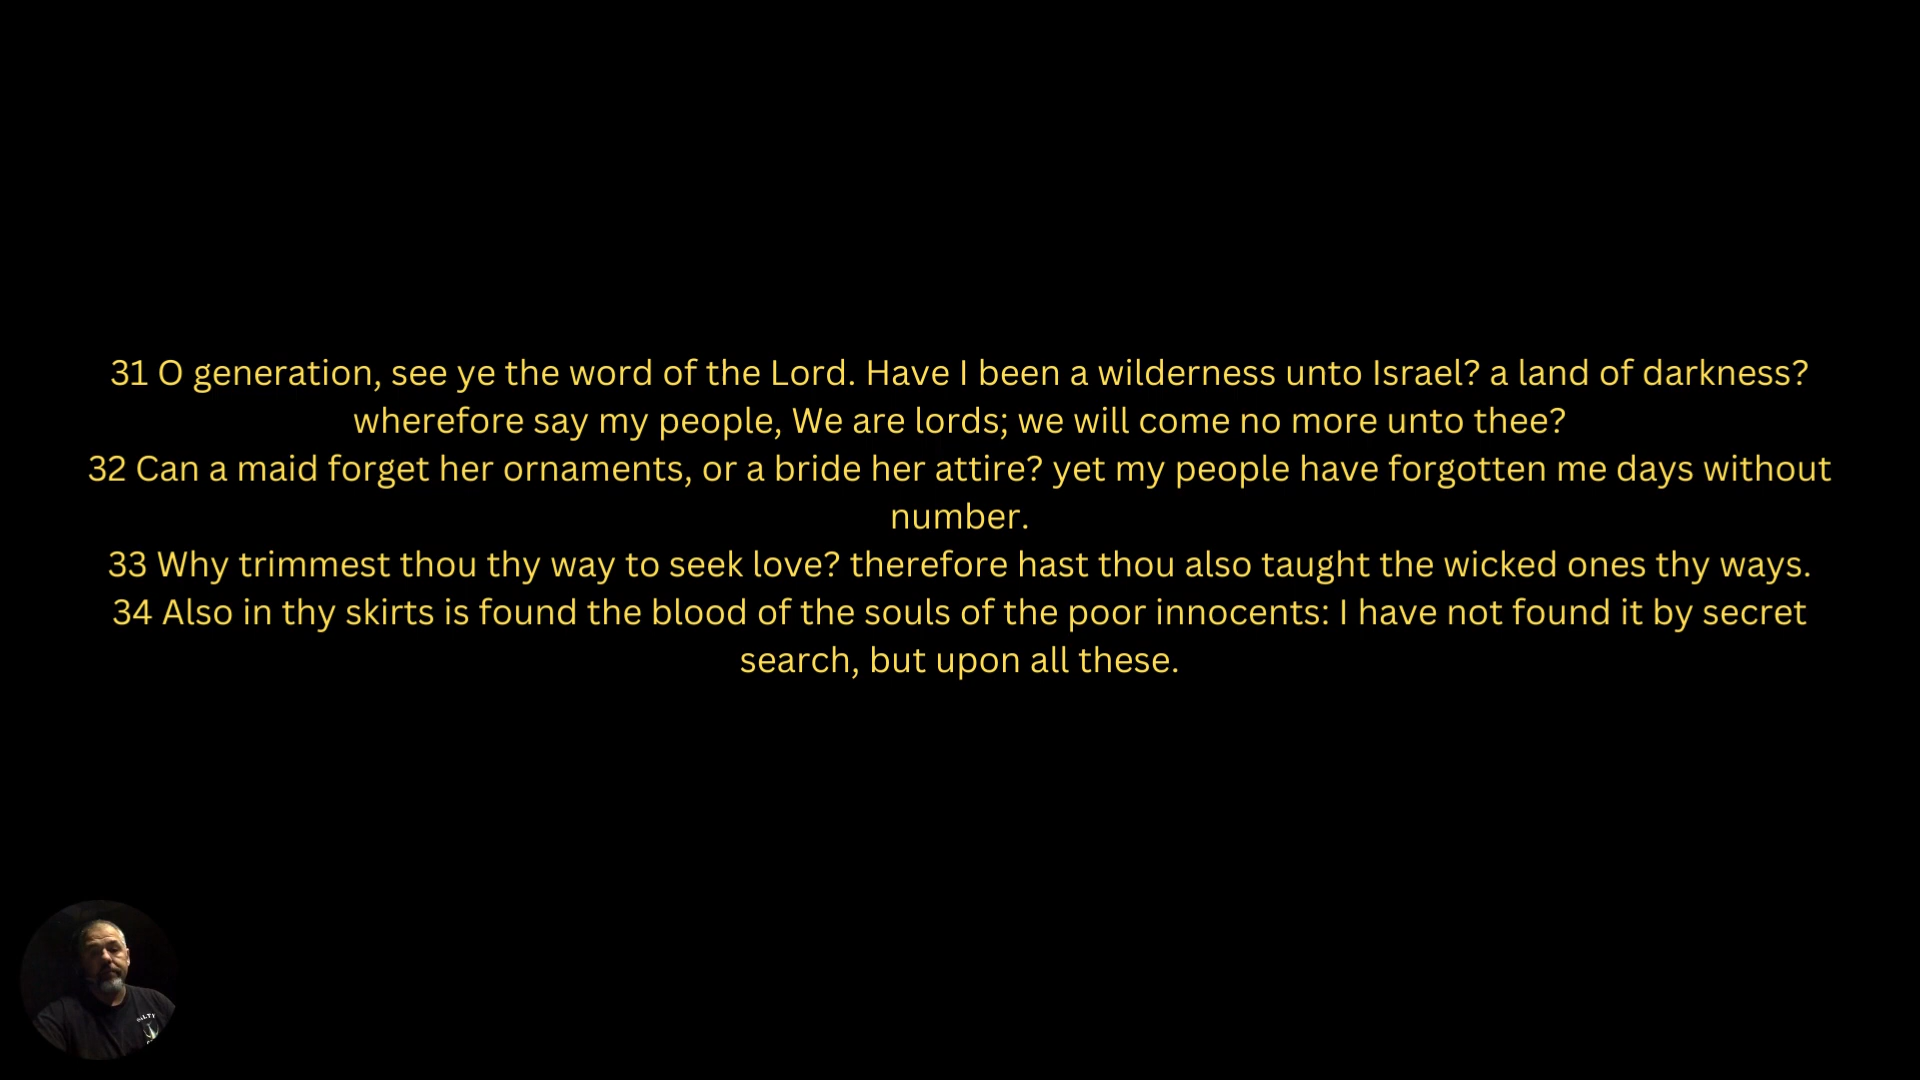 31 O generation, see ye the word of the Lord. Have I been a wilderness unto Israel? a land of darkness?
wherefore say my people, We are lords; we will come no more unto thee?
32 Can a maid forget her ornaments, or a bride her attire? yet my people have forgotten me days without
number.
33 Why trimmest thou thy way to seek love? therefore hast thou also taught the wicked ones thy ways.
34 Also in thy skirts is found the blood of the souls of the poor innocents: I have not found it by secret
search, but upon all these.